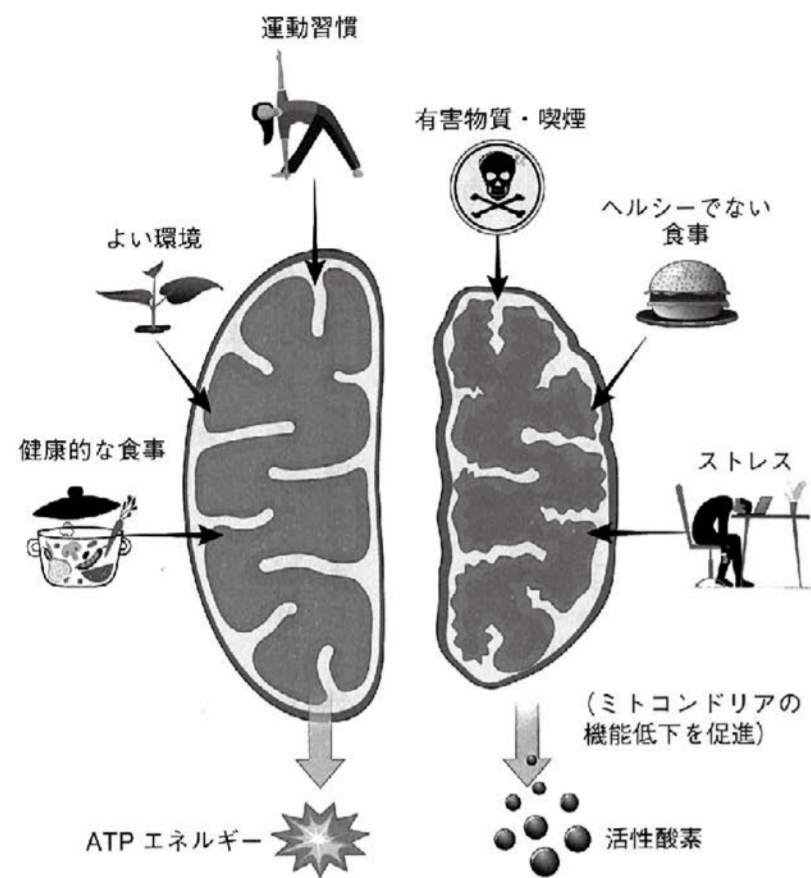 運動習慣
有害物質・喫煙
ヘルシーでない
食事
よい環境
健康的な食事
ストレス
(ミトコンドリアの
機能低下を促進)
ATP エネルギー
活性酸素